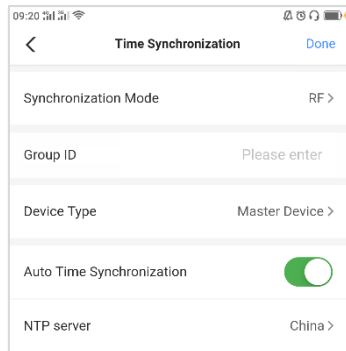 09:20
Time Synchronization Done
Synchronization Mode RF >
Group ID Please enter
Device Type Master Device >
Auto Time Synchronization
NTP server China >